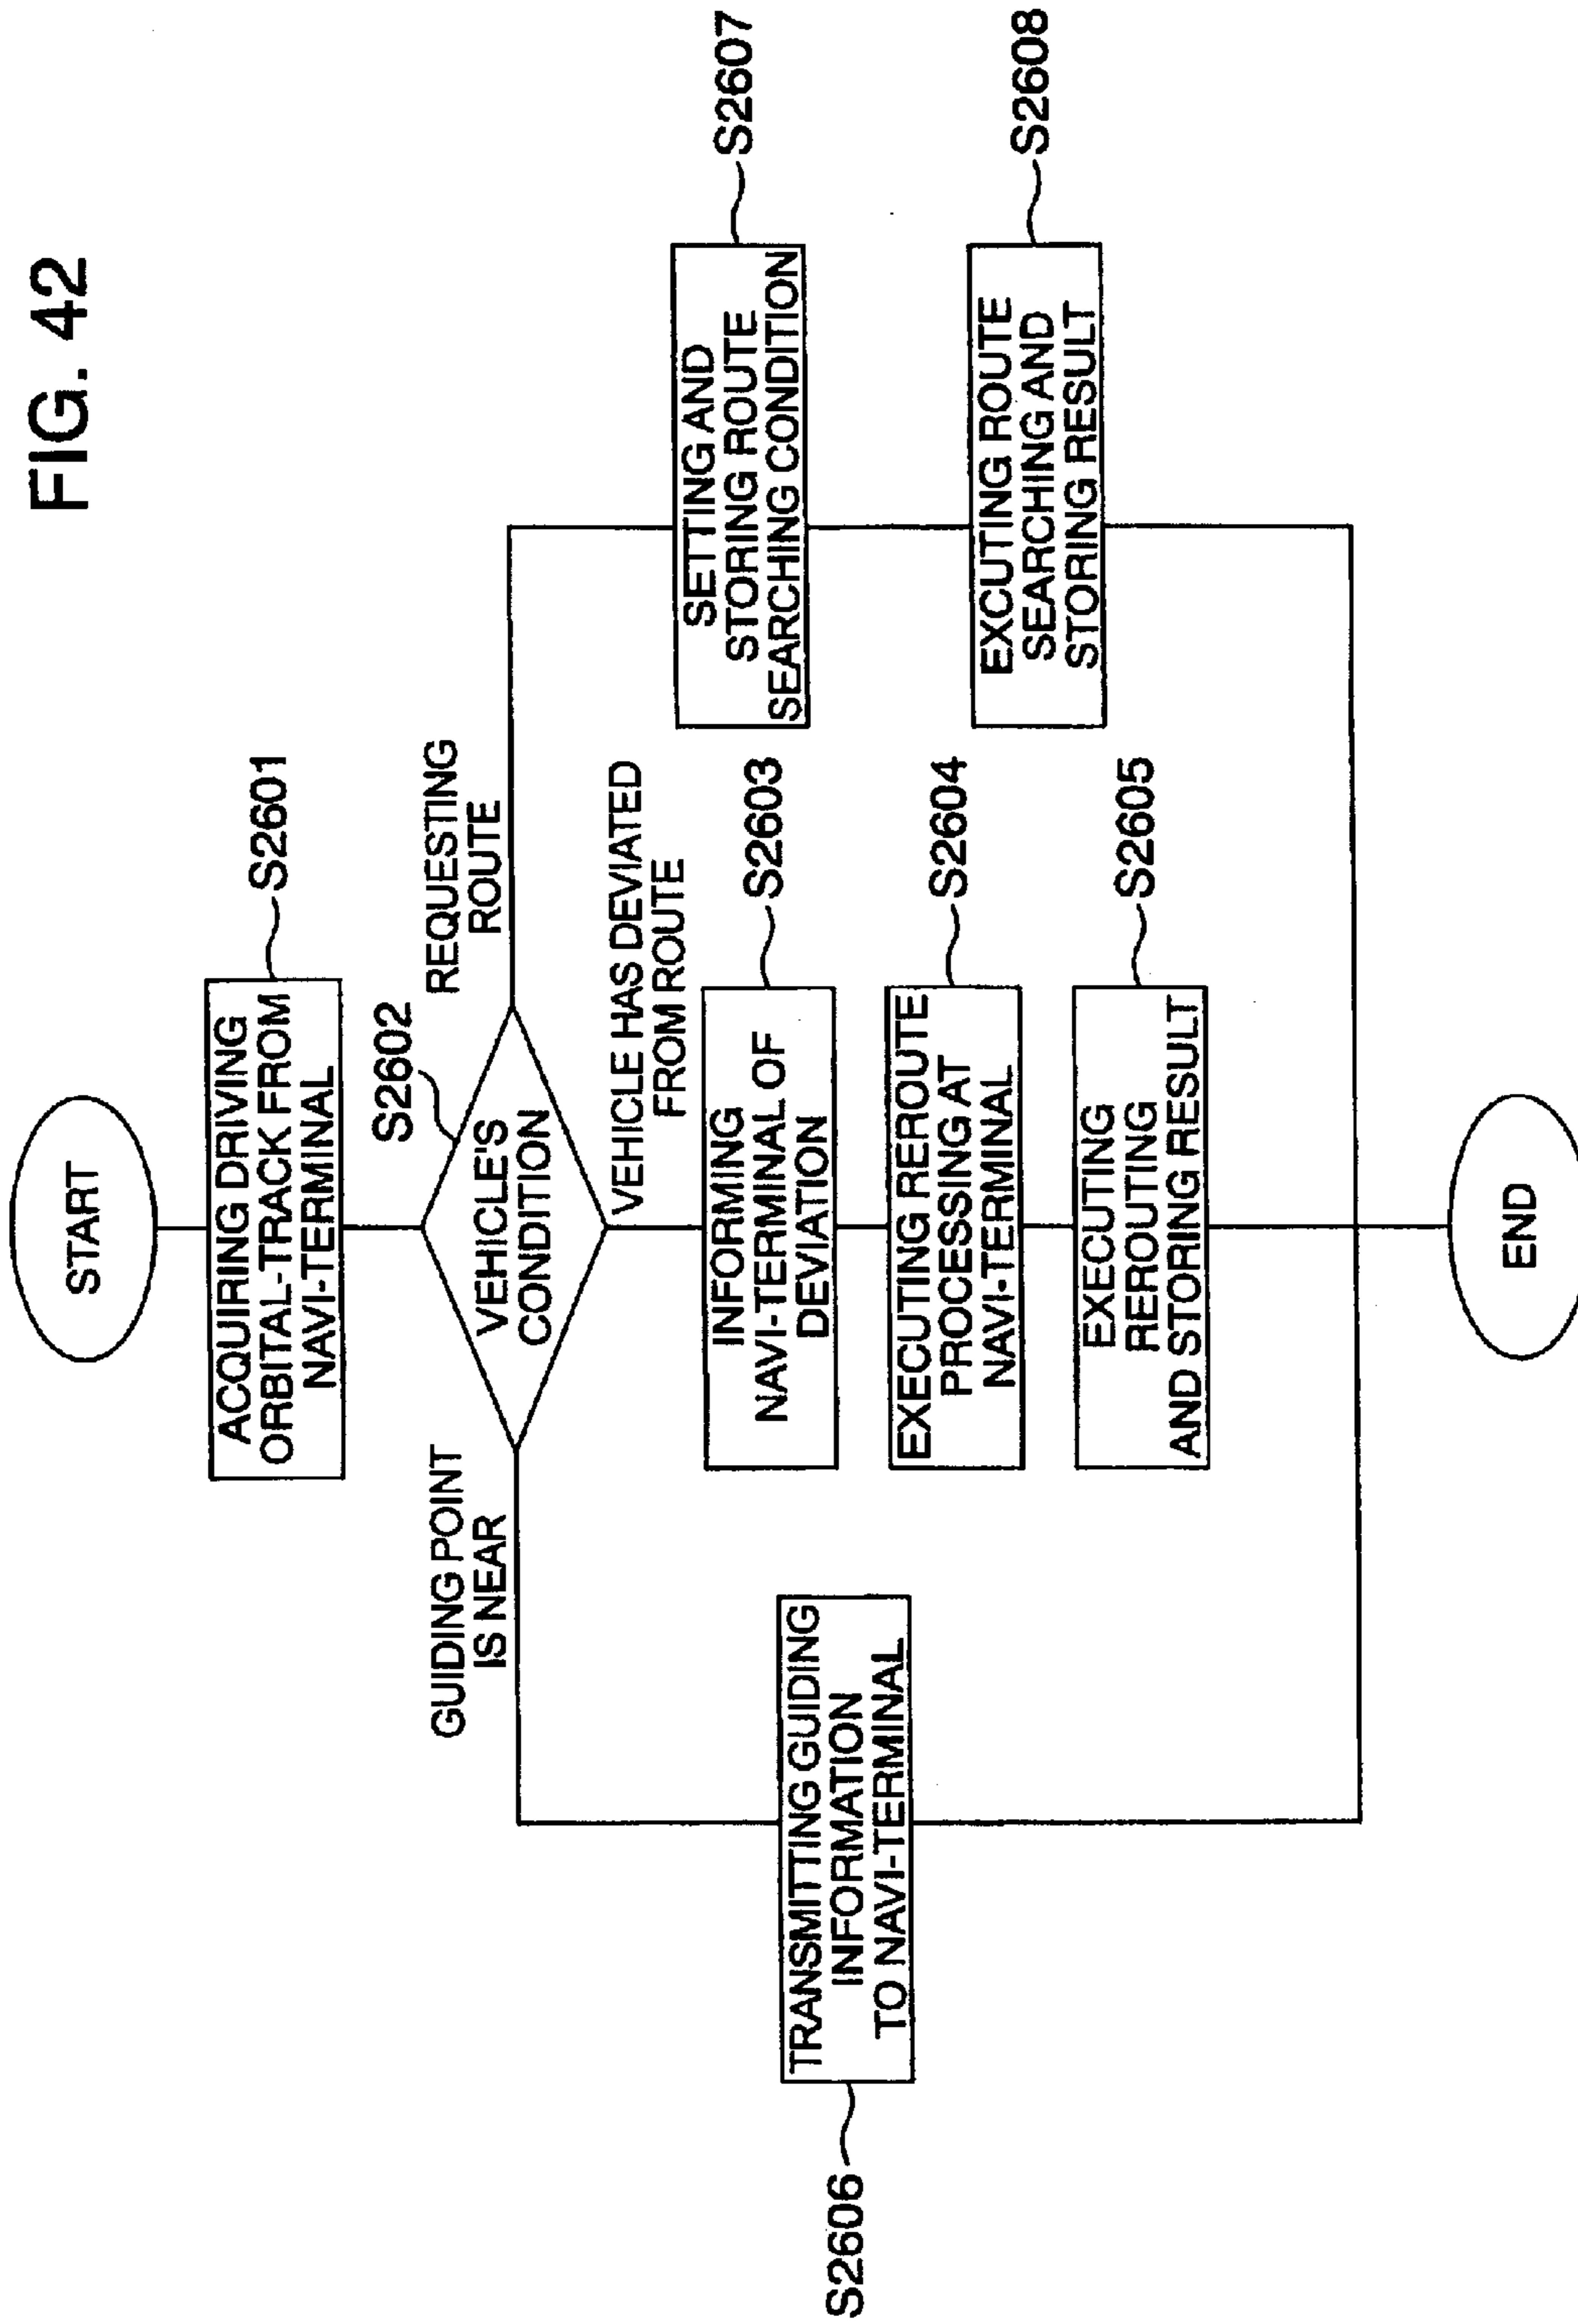 FIG. 42
START
ACQUIRING DRIVING
ORBITAL-TRACK FROM
NAVI-TERMINAL
S2601
S2602
VEHICLE'S
CONDITION
GUIDING POINT
IS NEAR
REQUESTING
ROUTE
VEHICLE HAS DEVIATED
FROM ROUTE
TRANSMITTING GUIDING
INFORMATION
TO NAVI-TERMINAL
S2606
INFORMING
NAVI-TERMINAL OF
DEVIATION
S2603
EXECUTING REROUTE
PROCESSING AT
NAVI-TERMINAL
S2604
EXECUTING
REROUTING
AND STORING RESULT
S2605
SETTING AND
STORING ROUTE
SEARCHING CONDITION
S2607
EXCUTING ROUTE
SEARCHING AND
STORING RESULT
S2608
END